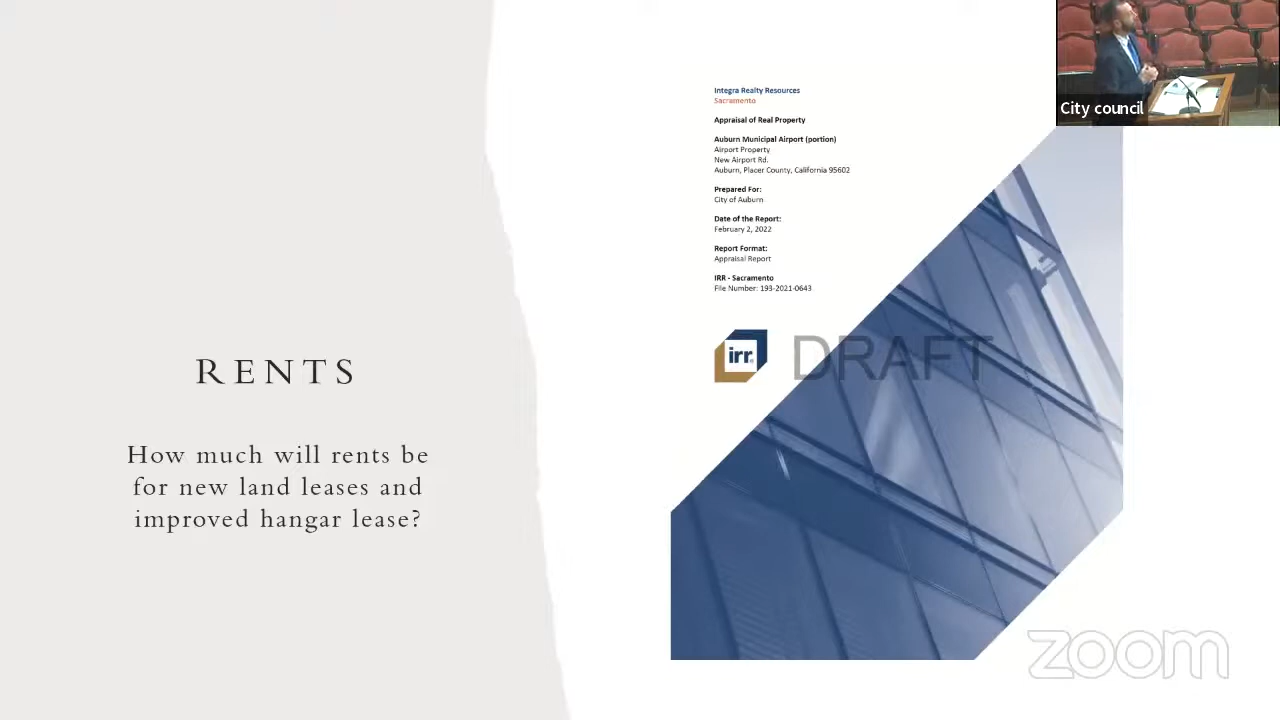 RENTS
How much will rents be
for new land leases and
improved hangar lease?
Integra Realty Resources
Sacramento
Appraisal of Real Property
Auburn Municipal Airport (portion)
Airport Property
New Airport Rd.
Auburn, Placer County, California 95602
Prepared For:
City of Auburn
Date of the Report:
February 2, 2022
Report Format:
Appraisal Report
IRR - Sacramento
File Number: 193-2021-0643
irr
DRAFT
City council
zoom